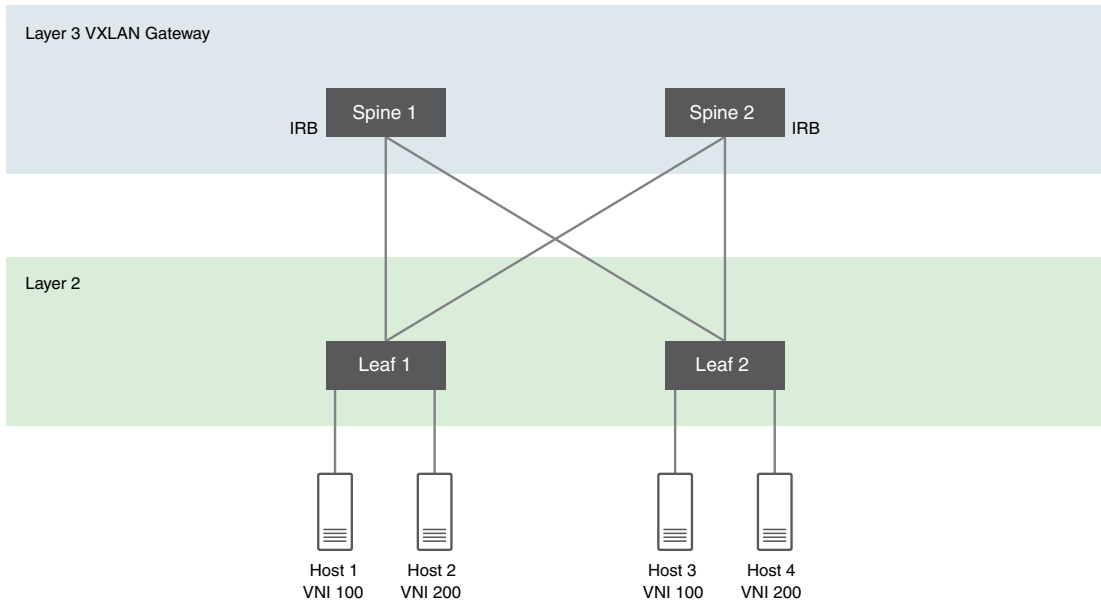 Layer 3 VXLAN Gateway
Spine 1
Spine 2
IRB
IRB
Layer 2
Leaf 1
Leaf 2
Host 1
VNI 100
Host 2
VNI 200
Host 3
VNI 100
Host 4
VNI 200